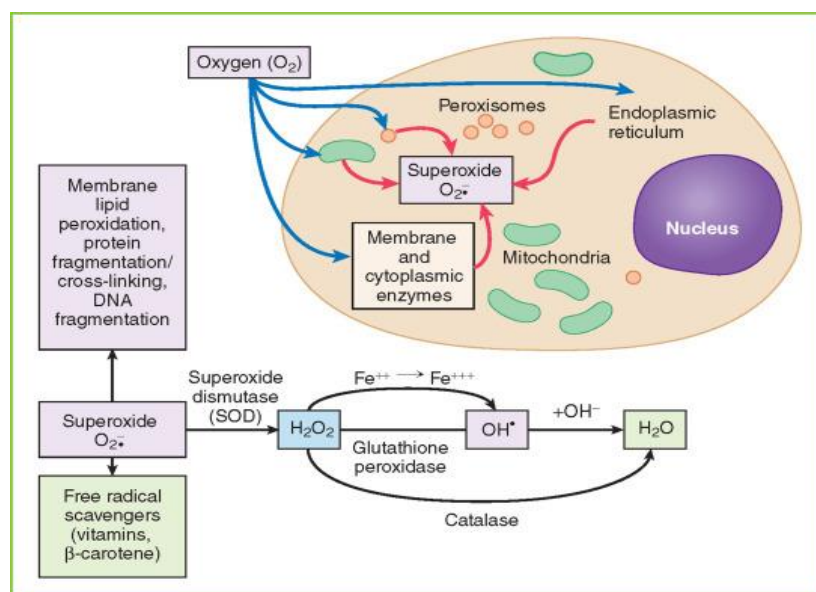 Oxygen (O₂)
Peroxisomes
Endoplasmic
reticulum
Superoxide
O₂•̄
Nucleus
Membrane
and
cytoplasmic
enzymes
Mitochondria
Membrane
lipid
peroxidation,
protein
fragmentation/
cross-linking,
DNA
fragmentation
Superoxide
O₂•̄
Free radical
scavengers
(vitamins,
β-carotene)
Superoxide
dismutase
(SOD)
H₂O₂
Fe⁺⁺ → Fe⁺⁺⁺
OH•
Glutathione
peroxidase
+OH⁻
H₂O
Catalase